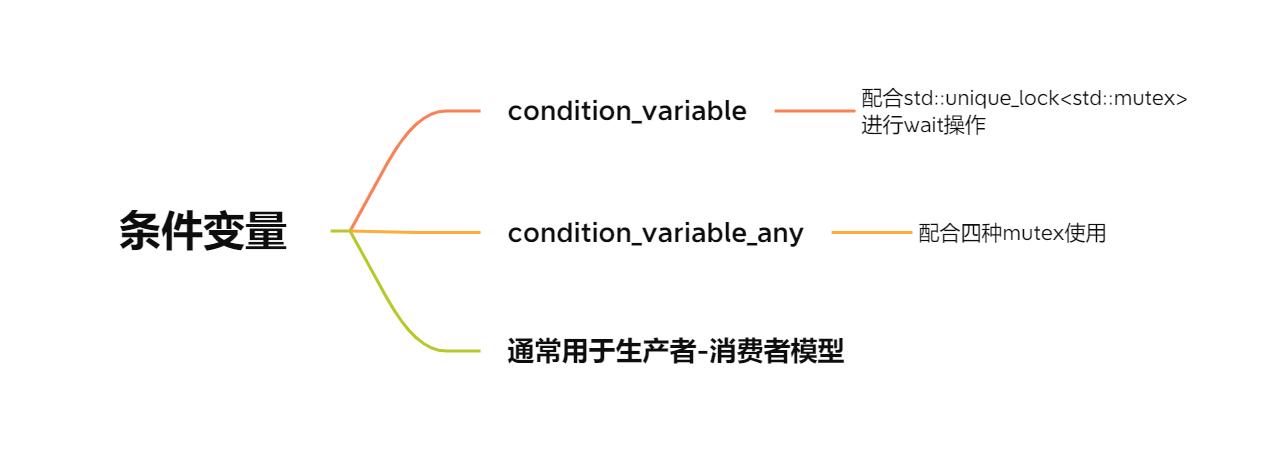 条件变量
condition_variable
配合std::unique_lock<std::mutex>
进行wait操作
condition_variable_any
配合四种mutex使用
通常用于生产者-消费者模型